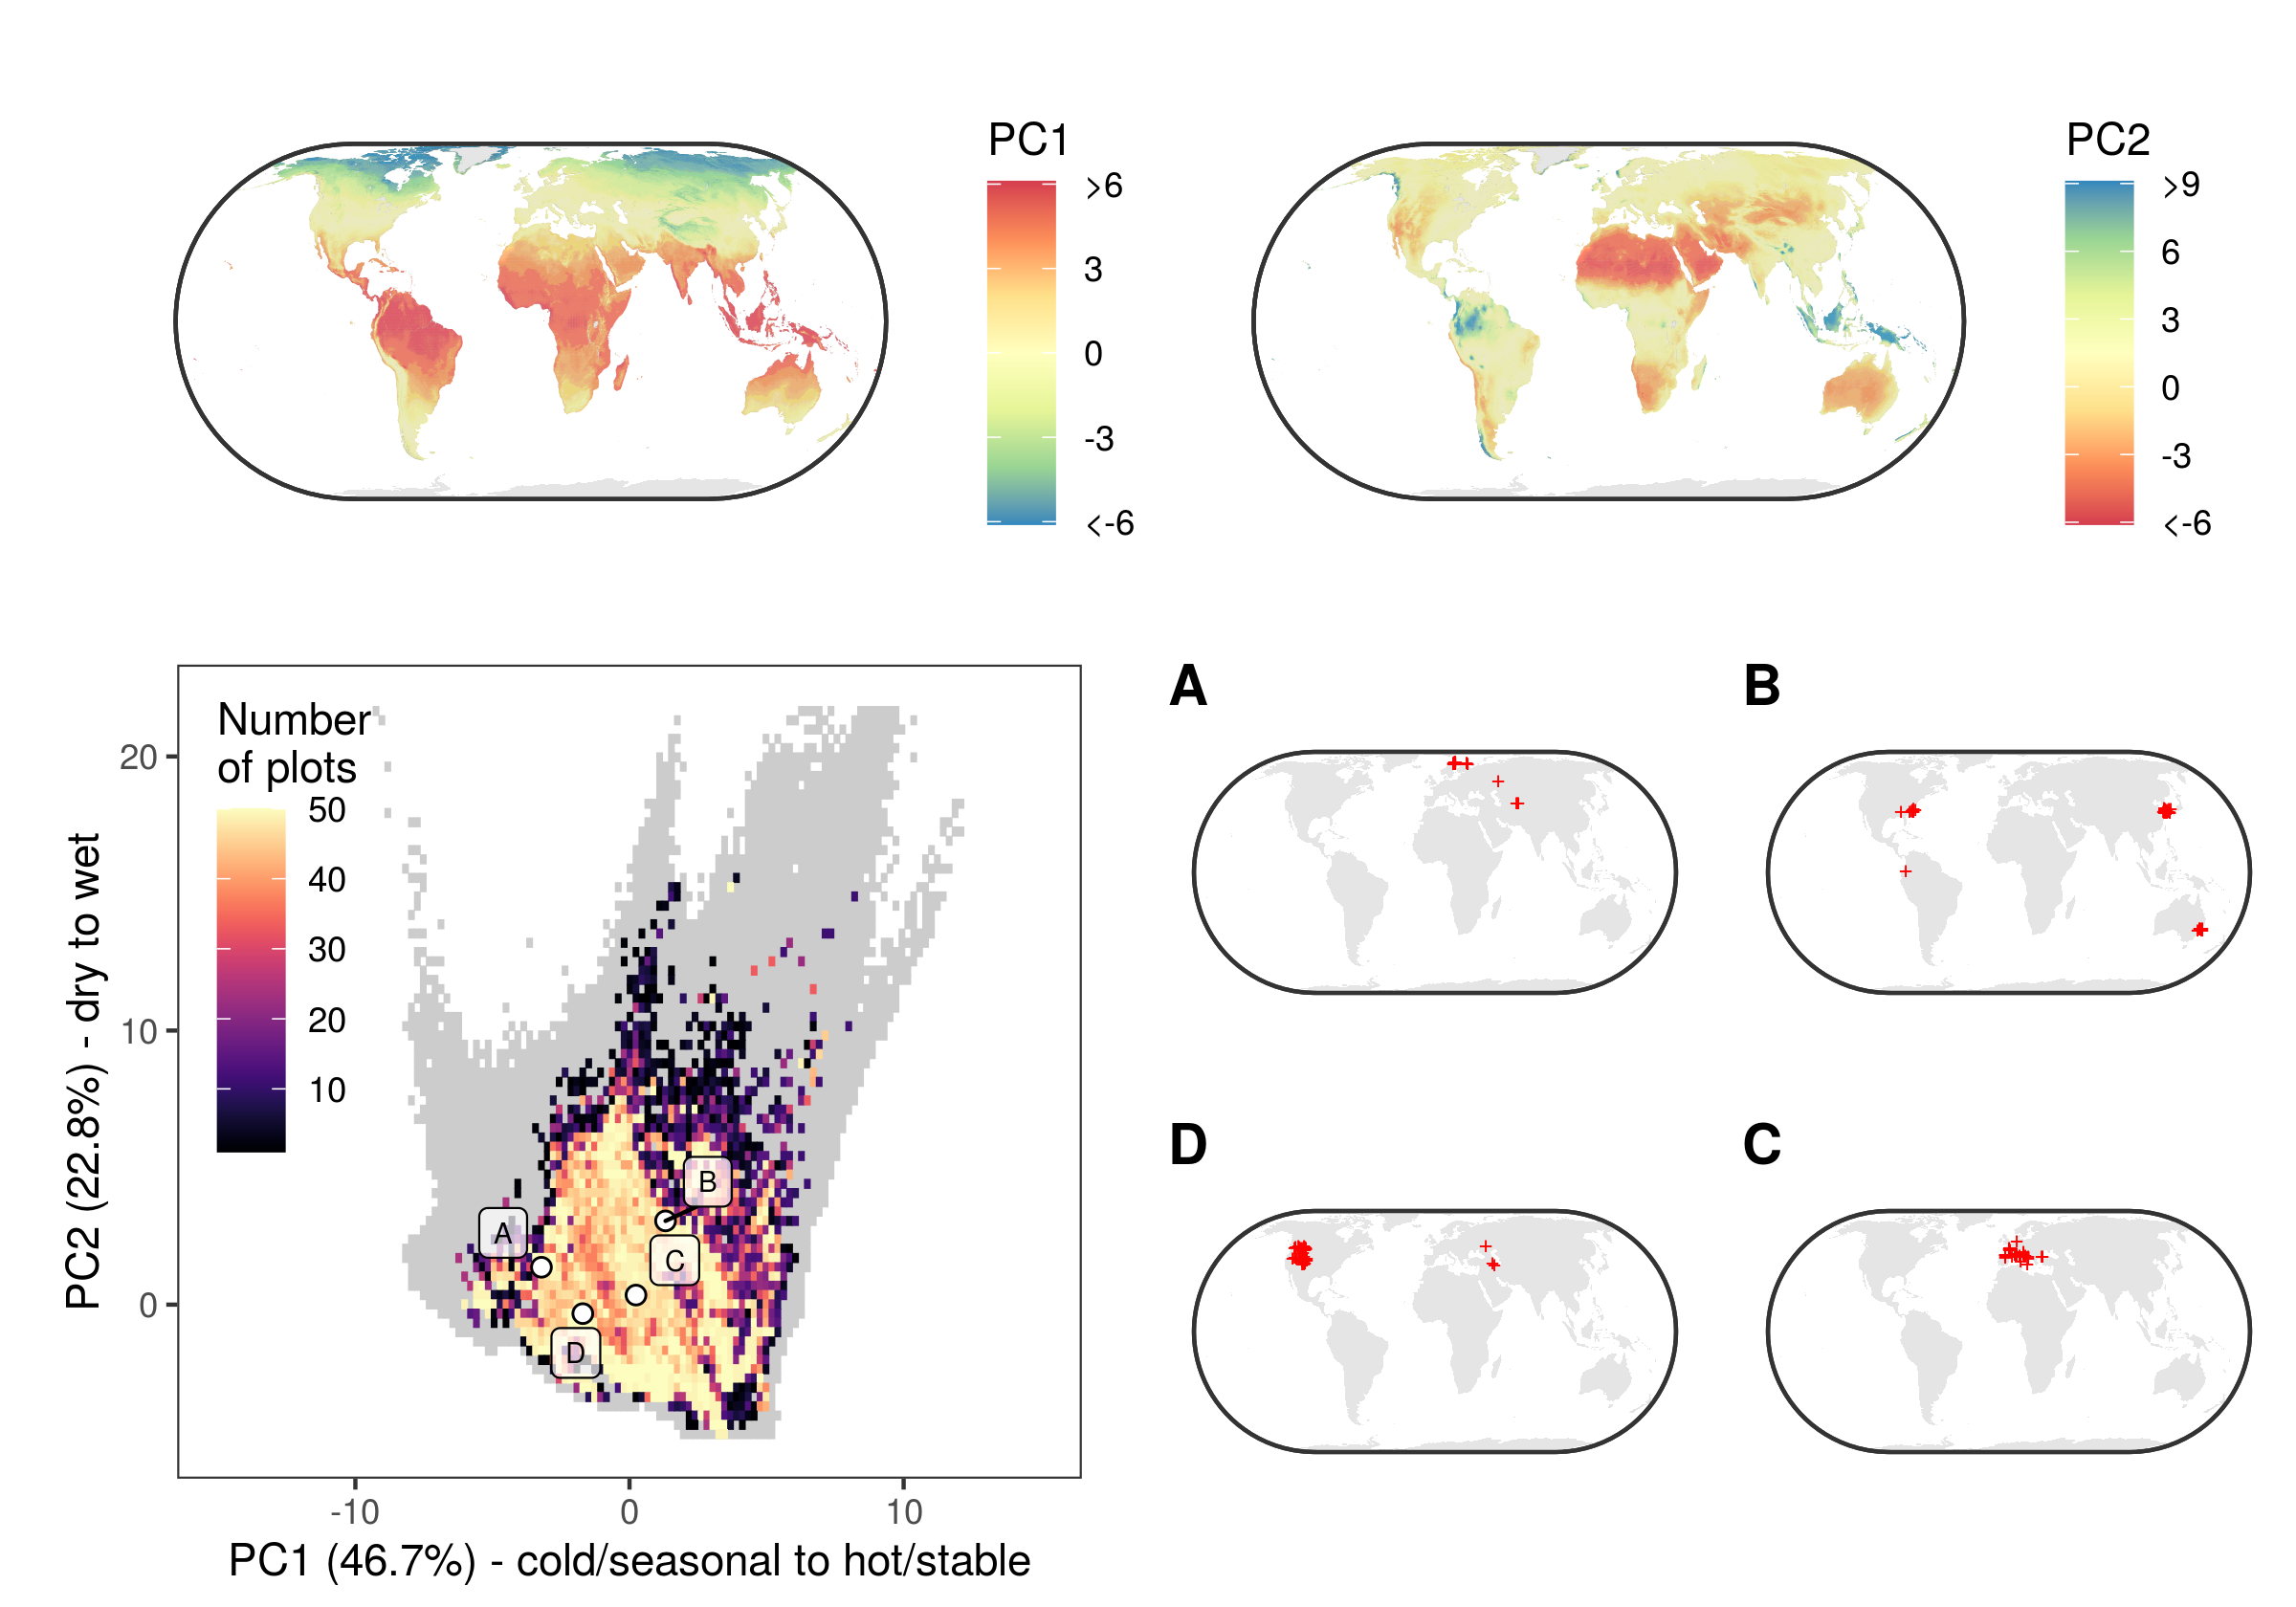 PC1
>6
3
0
-3
<-6
PC2
>9
6
3
0
-3
<-6
Number
of plots
50
40
30
20
10
20
10
0
PC2 (22.8%) - dry to wet
A
B
C
D
-10
0
10
PC1 (46.7%) - cold/seasonal to hot/stable
A
B
D
C